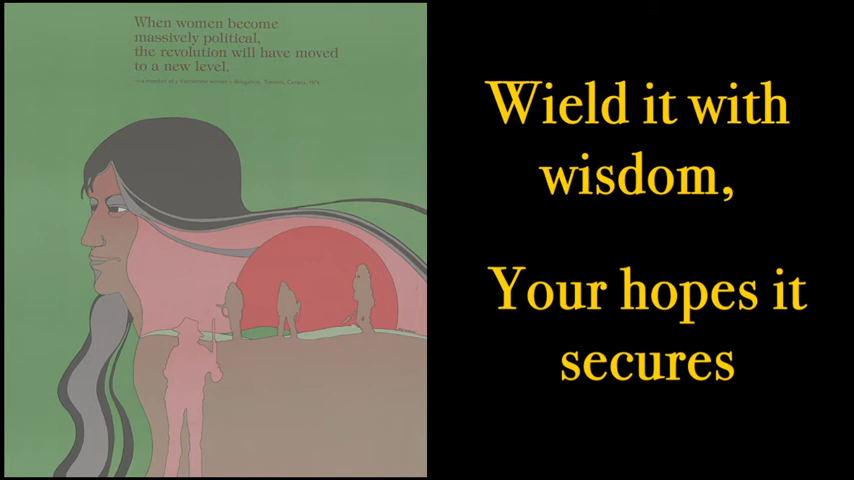 When women become
massively political,
the revolution will have moved
to a new level.
Wield it with
wisdom,
Your hopes it
secures